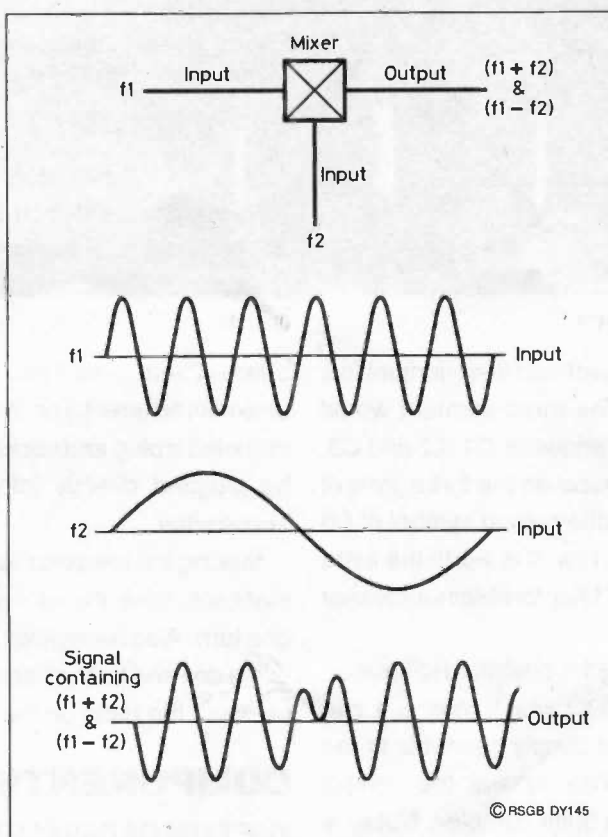 Mixer
f1 Input Output (f1 + f2)
&
(f1 − f2)
Input
f2
f1 Input
f2 Input
Signal
containing
(f1 + f2)
&
(f1 − f2)
Output
©RSGB DY145